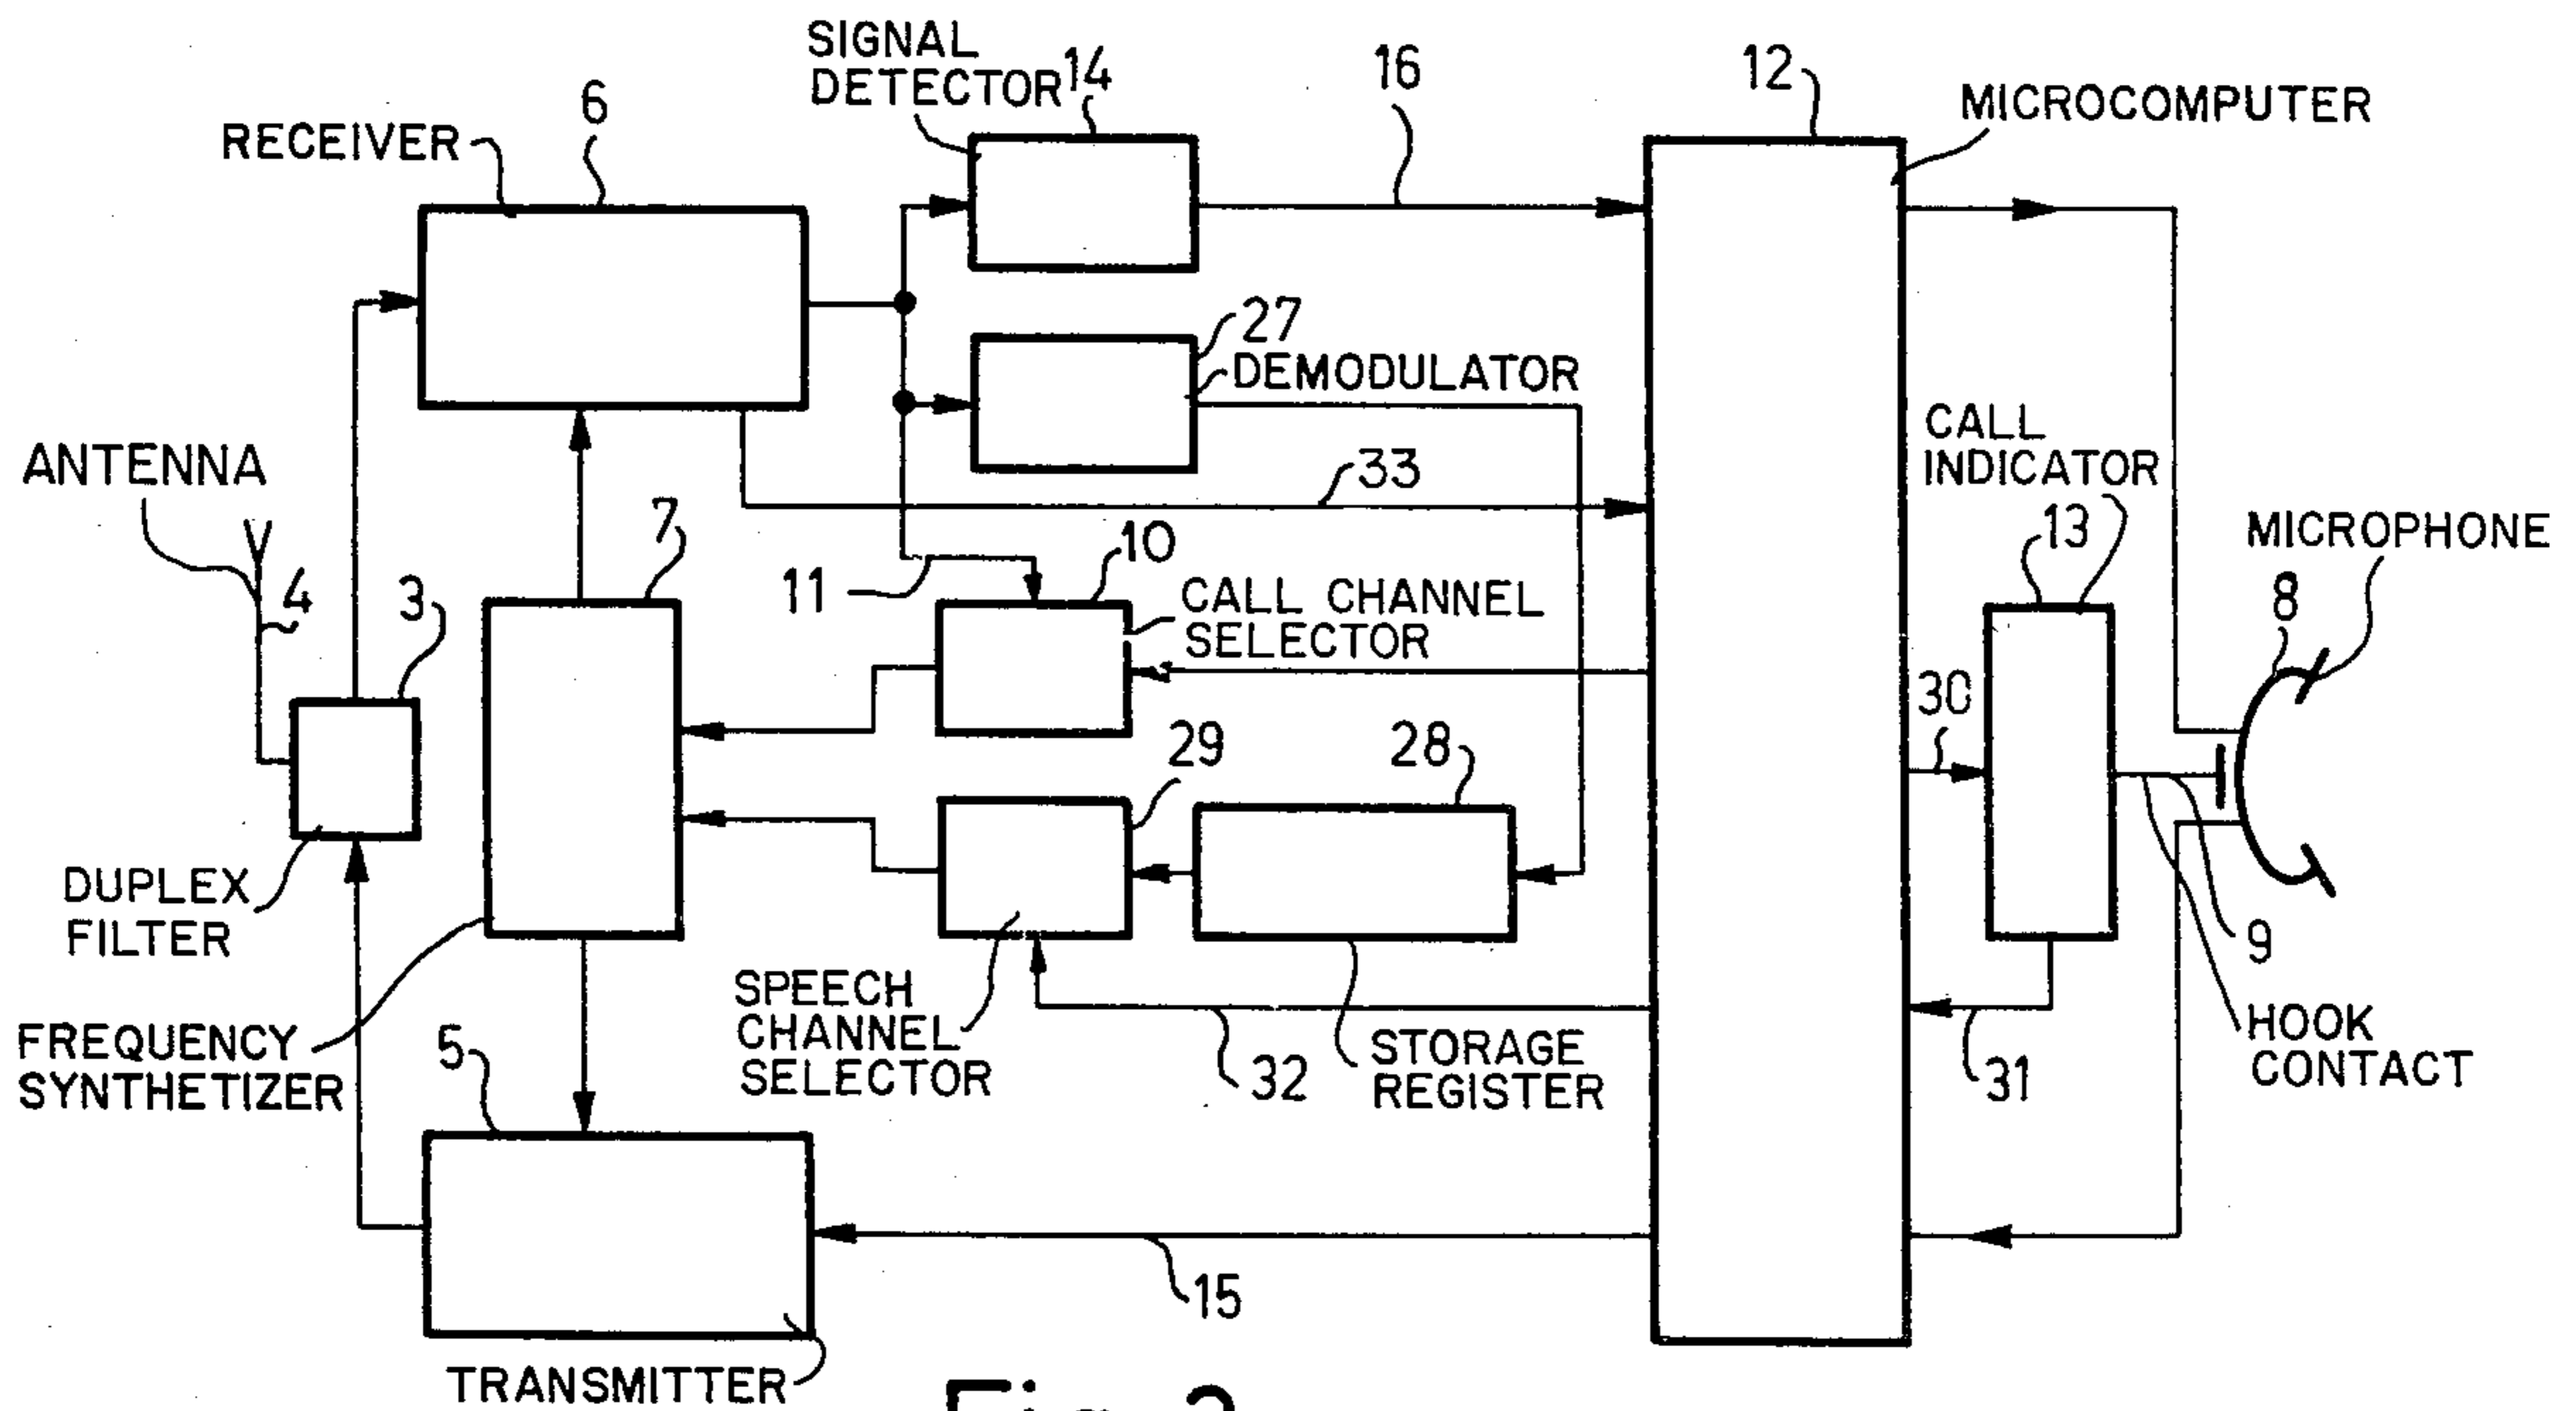 SIGNAL
DETECTOR
14
16
12
MICROCOMPUTER
6
RECEIVER
27
DEMODULATOR
CALL
INDICATOR
33
ANTENNA
7
10
13
MICROPHONE
8
4
3
11
CALL CHANNEL
SELECTOR
30
29
28
DUPLEX
FILTER
9
SPEECH
CHANNEL
SELECTOR
FREQUENCY
SYNTHETIZER
5
32
STORAGE
REGISTER
31
HOOK
CONTACT
15
TRANSMITTER